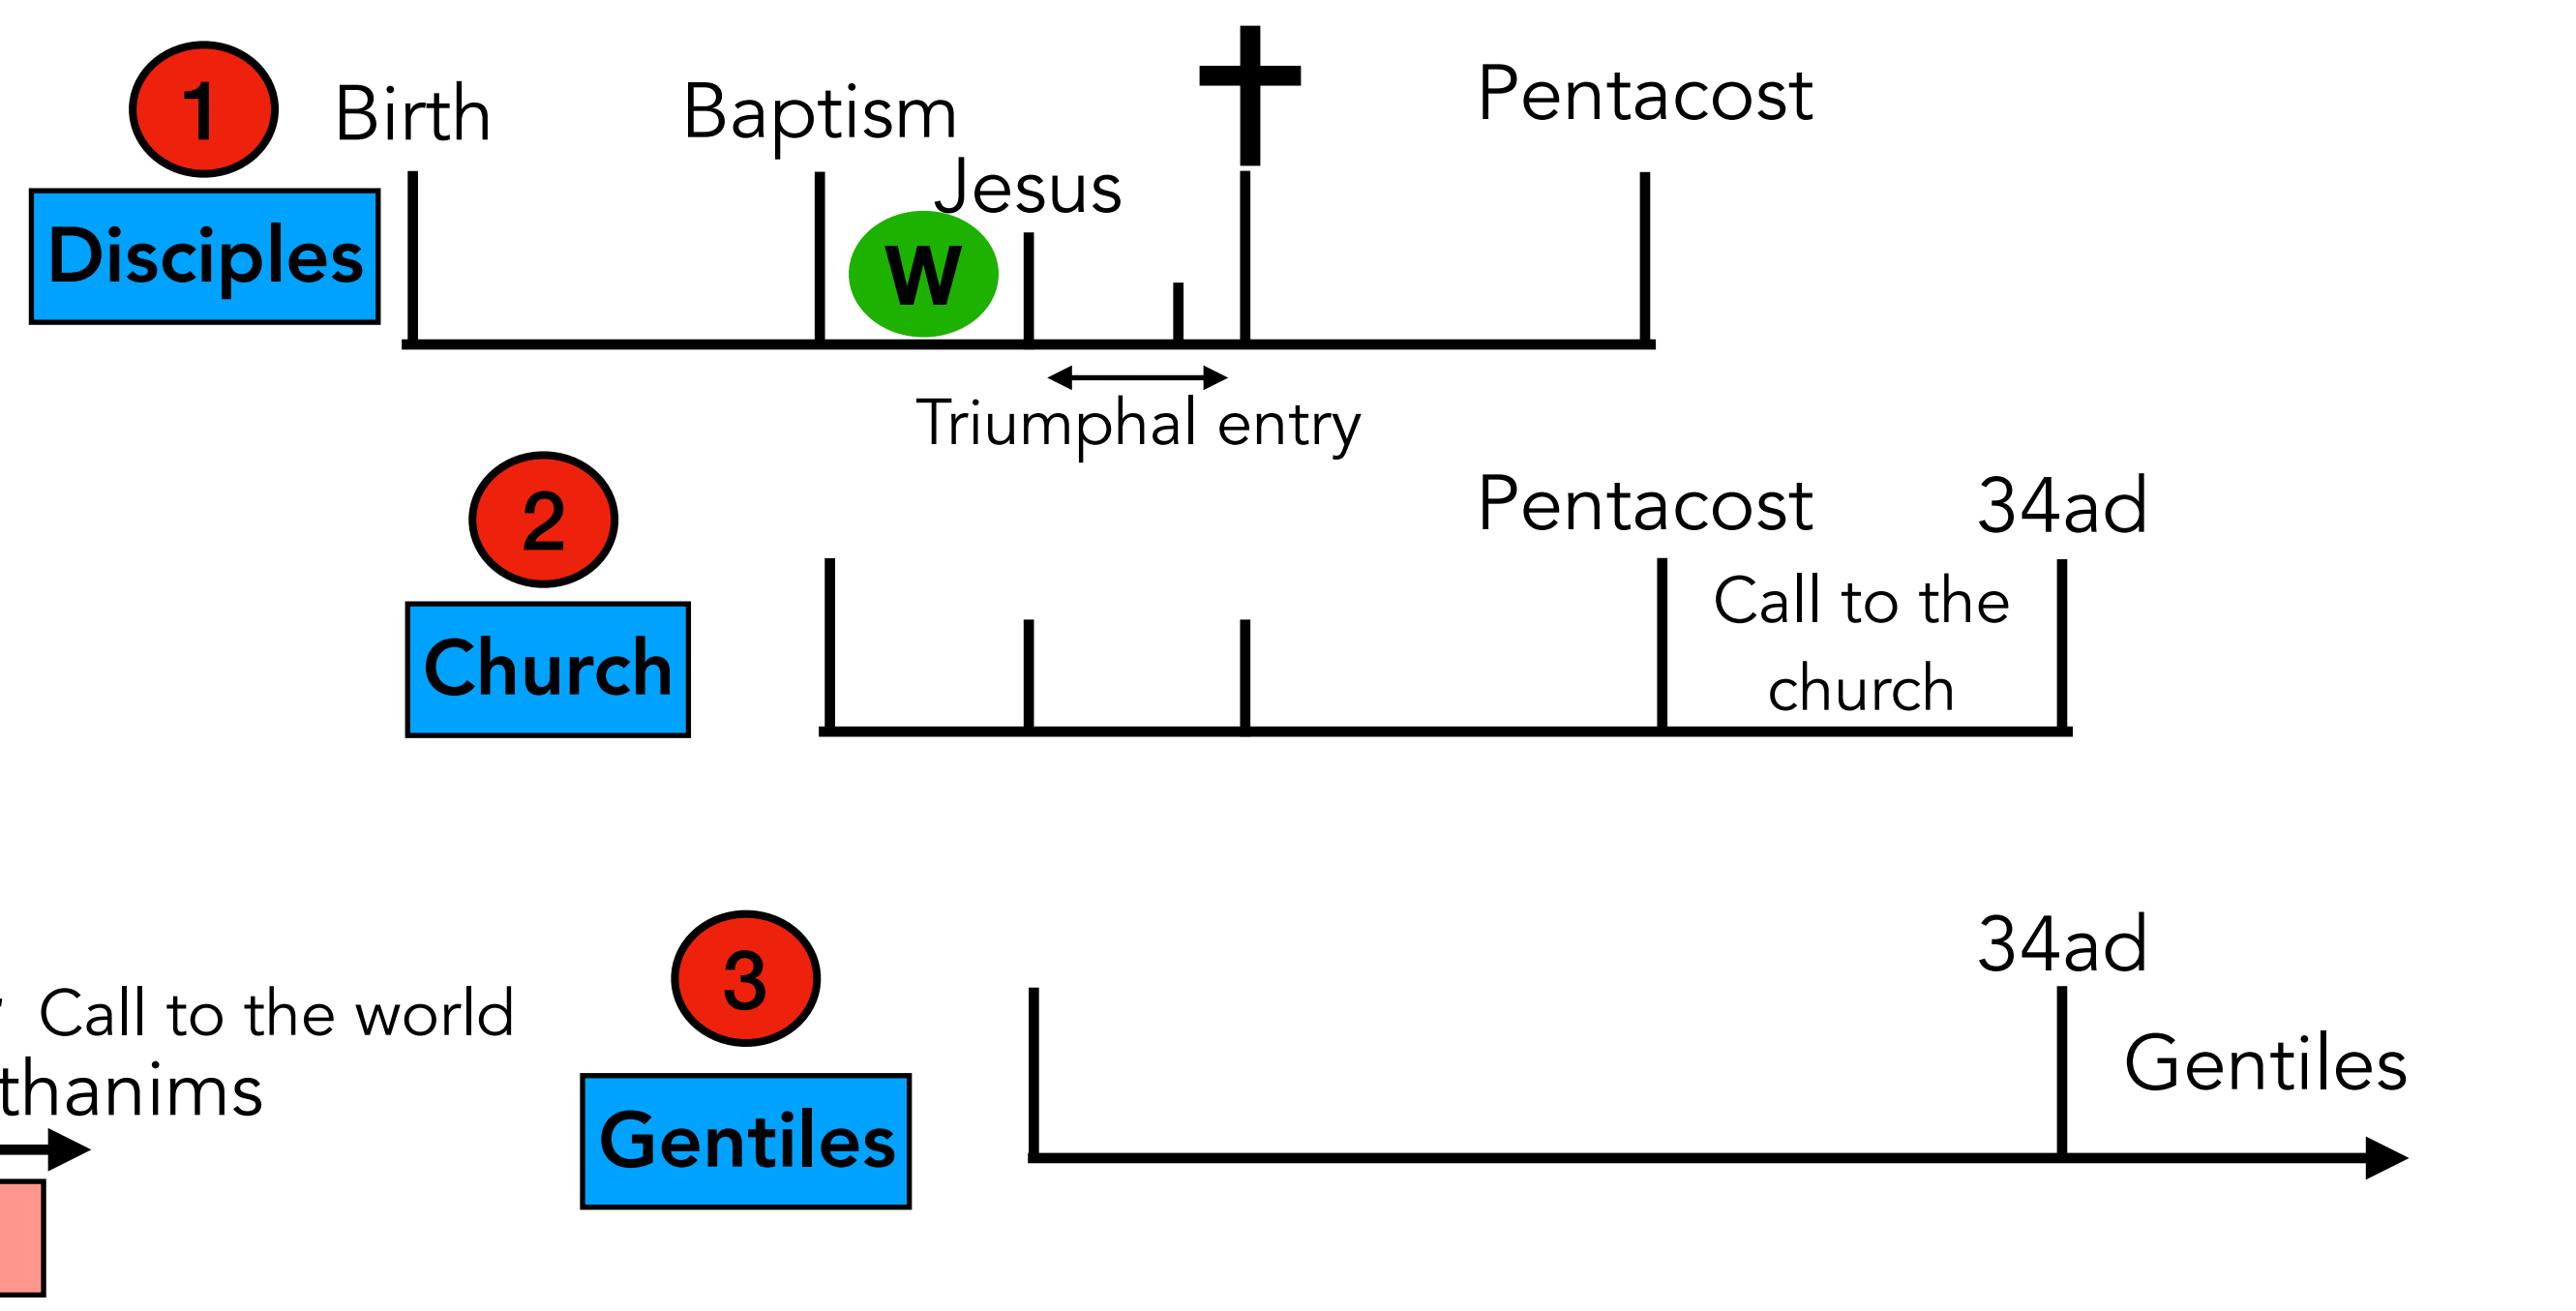 1
Birth
Baptism
Pentacost
Jesus
Disciples
W
Triumphal entry
2
Pentacost
34ad
Church
Call to the
church
3
34ad
Call to the world
thanims
Gentiles
Gentiles